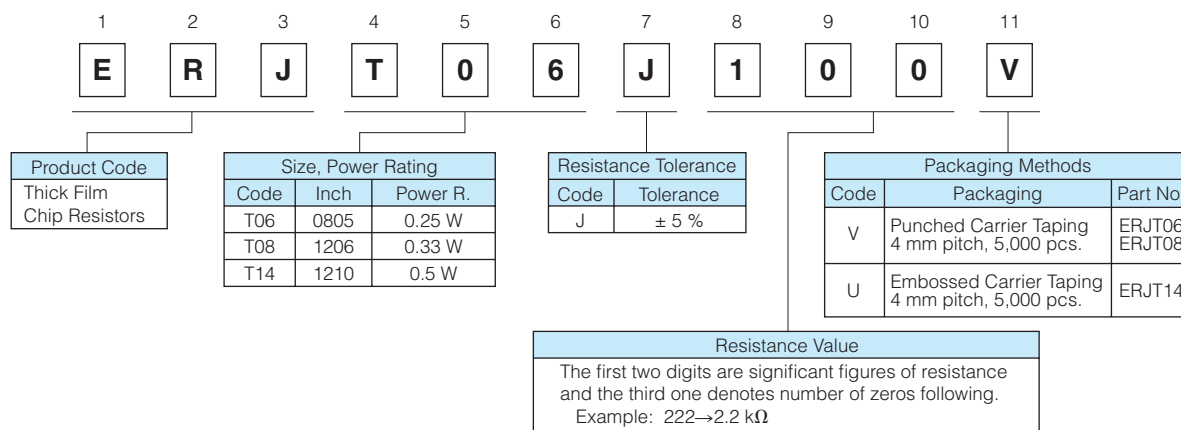 1 2 3 4 5 6 7 8 9 10 11
E R J T 0 6 J 1 0 0 V
Product Code
Thick Film
Chip Resistors
Size, Power Rating
Code Inch Power R.
T06 0805 0.25 W
T08 1206 0.33 W
T14 1210 0.5 W
Resistance Tolerance
Code Tolerance
J ± 5 %
Packaging Methods
Code Packaging Part No.
V Punched Carrier Taping ERJT06
4 mm pitch, 5,000 pcs. ERJT08
U Embossed Carrier Taping ERJT14
4 mm pitch, 5,000 pcs.
Resistance Value
The first two digits are significant figures of resistance
and the third one denotes number of zeros following.
Example: 222→2.2 kΩ